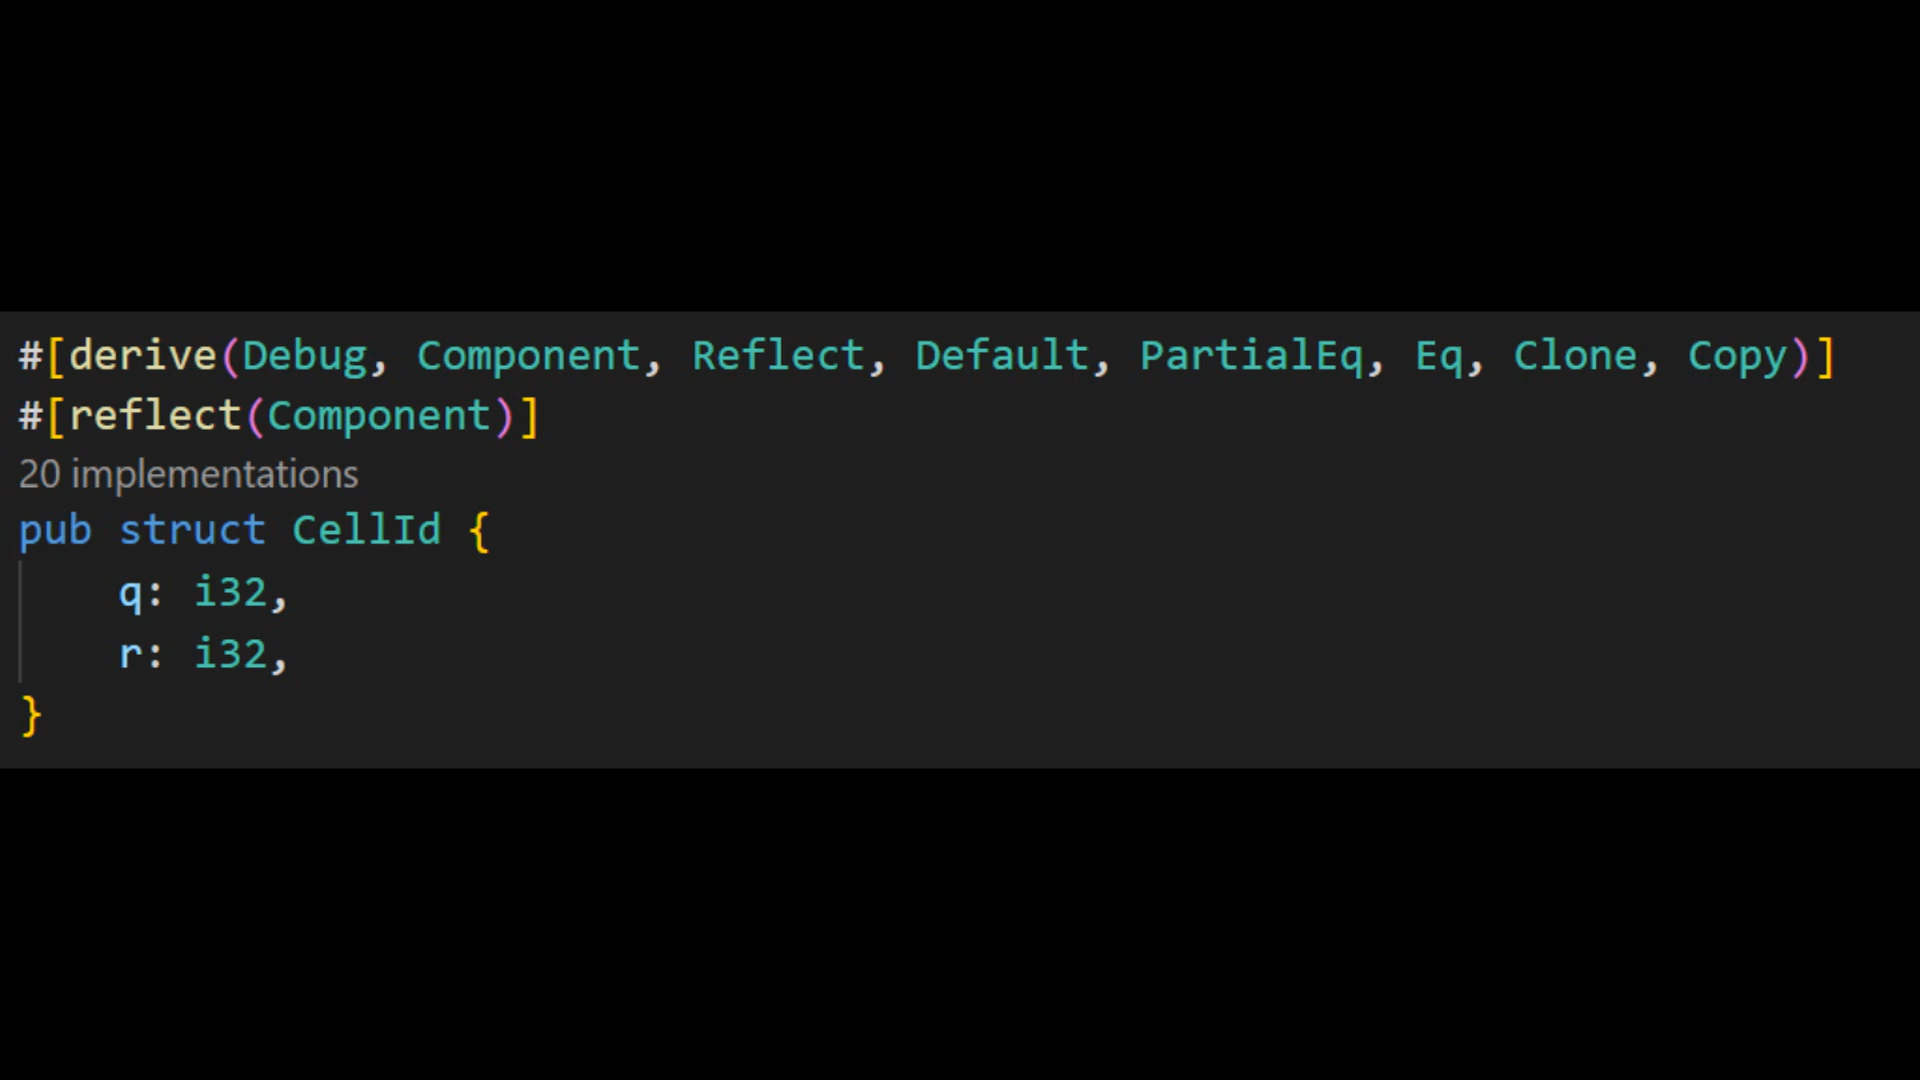 #[derive(Debug, Component, Reflect, Default, PartialEq, Eq, Clone, Copy)]
#[reflect(Component)]
20 implementations
pub struct CellId {
    q: i32,
    r: i32,
}